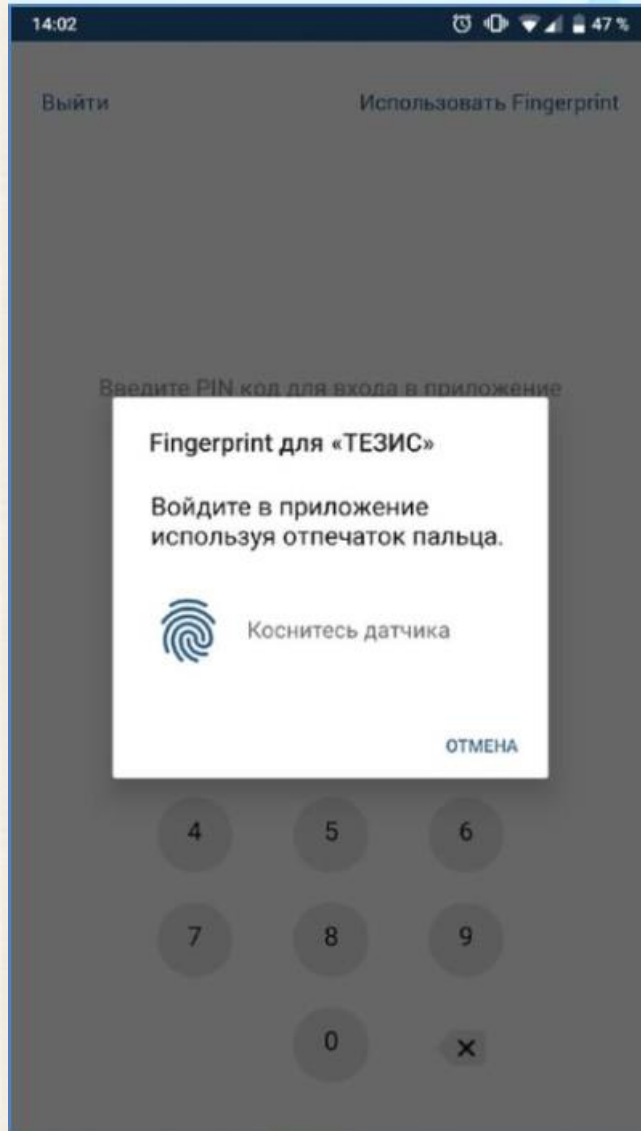 14:02
47 %
Выйти
Использовать Fingerprint
Введите PIN код для входа в приложение
Fingerprint для «ТЕЗИС»
Войдите в приложение
используя отпечаток пальца.
Коснитесь датчика
ОТМЕНА
4 5 6
7 8 9
0